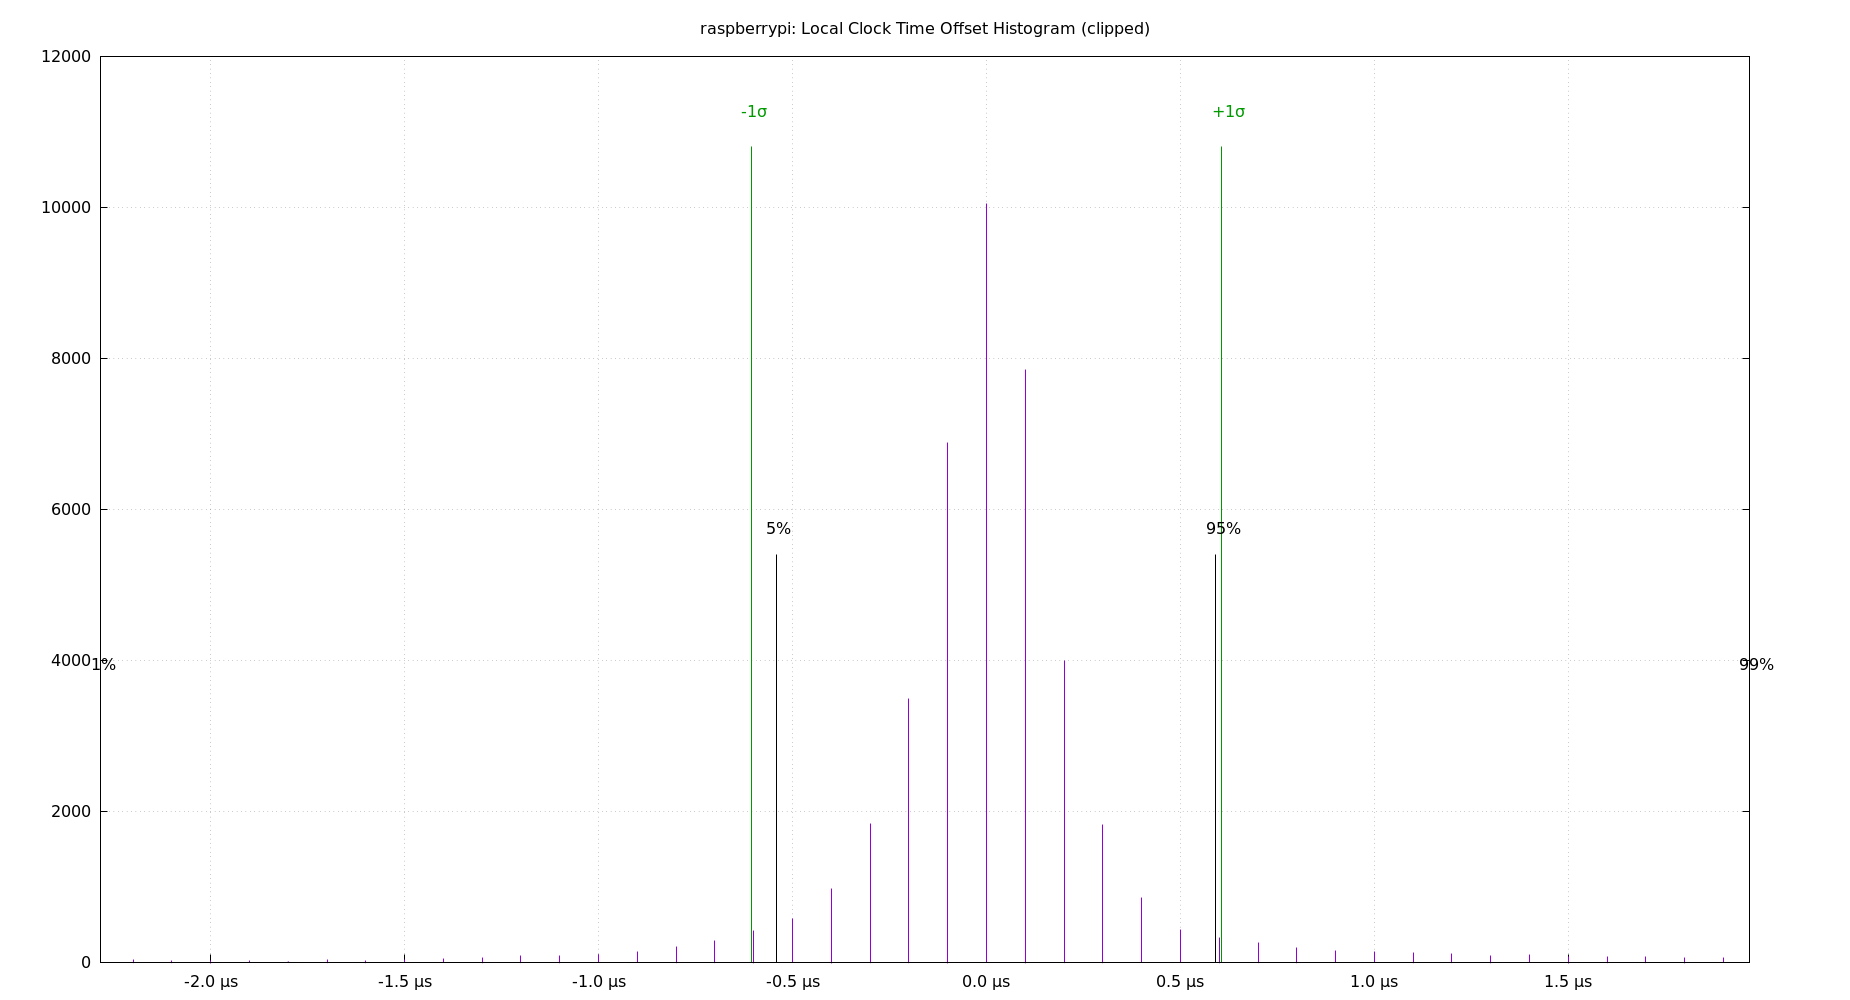 raspberrypi: Local Clock Time Offset Histogram (clipped)
12000
-1σ
+1σ
10000
8000
6000
5%
95%
4000
1%
99%
2000
0
-2.0 μs
-1.5 μs
-1.0 μs
-0.5 μs
0.0 μs
0.5 μs
1.0 μs
1.5 μs